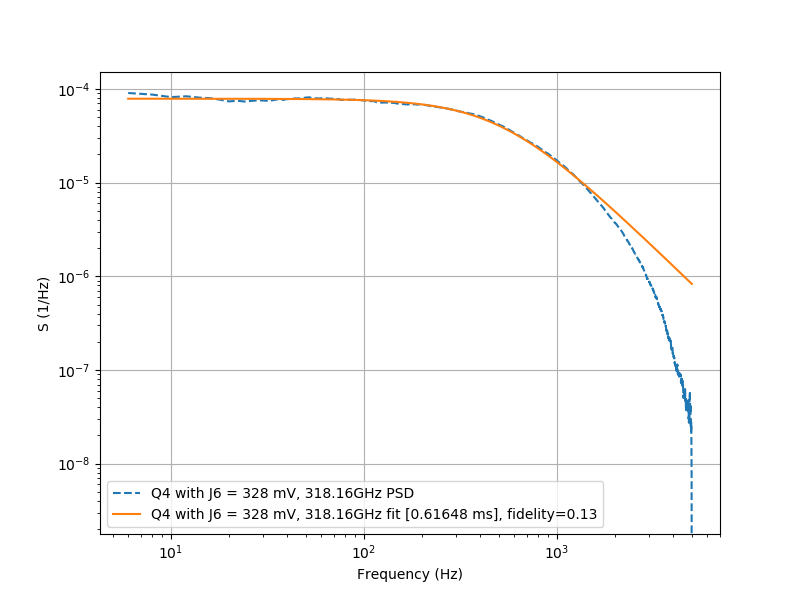 10⁻⁴
10⁻⁵
10⁻⁶
10⁻⁷
10⁻⁸
S (1/Hz)
Q4 with J6 = 328 mV, 318.16GHz PSD
Q4 with J6 = 328 mV, 318.16GHz fit [0.61648 ms], fidelity=0.13
10¹ 10² 10³
Frequency (Hz)